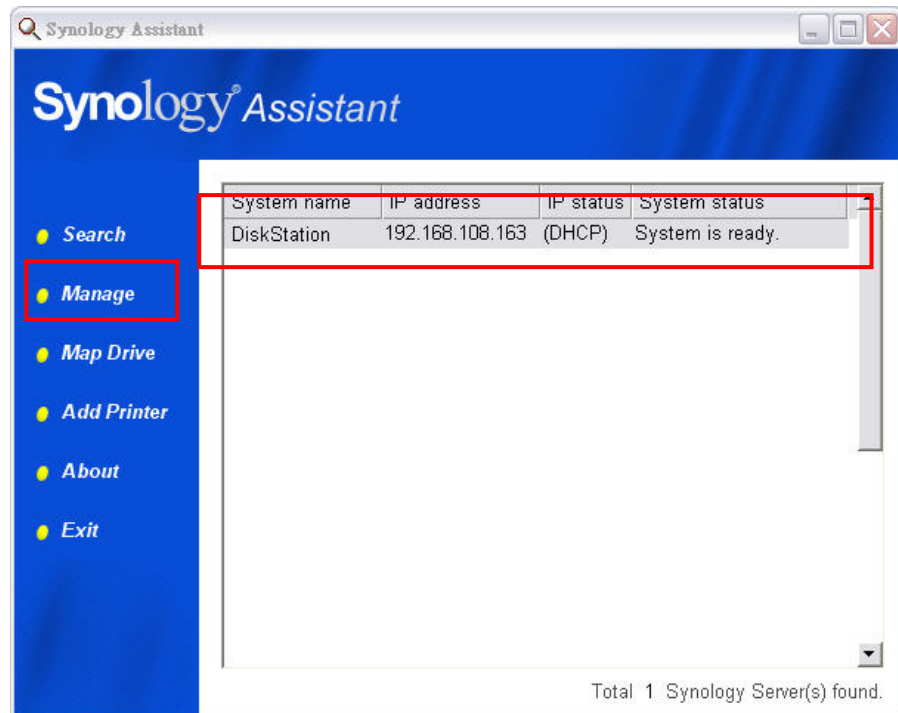 Synology Assistant
Synology® Assistant
Search
Manage
Map Drive
Add Printer
About
Exit
System name IP address IP status System status
DiskStation 192.168.108.163 (DHCP) System is ready.
Total 1 Synology Server(s) found.